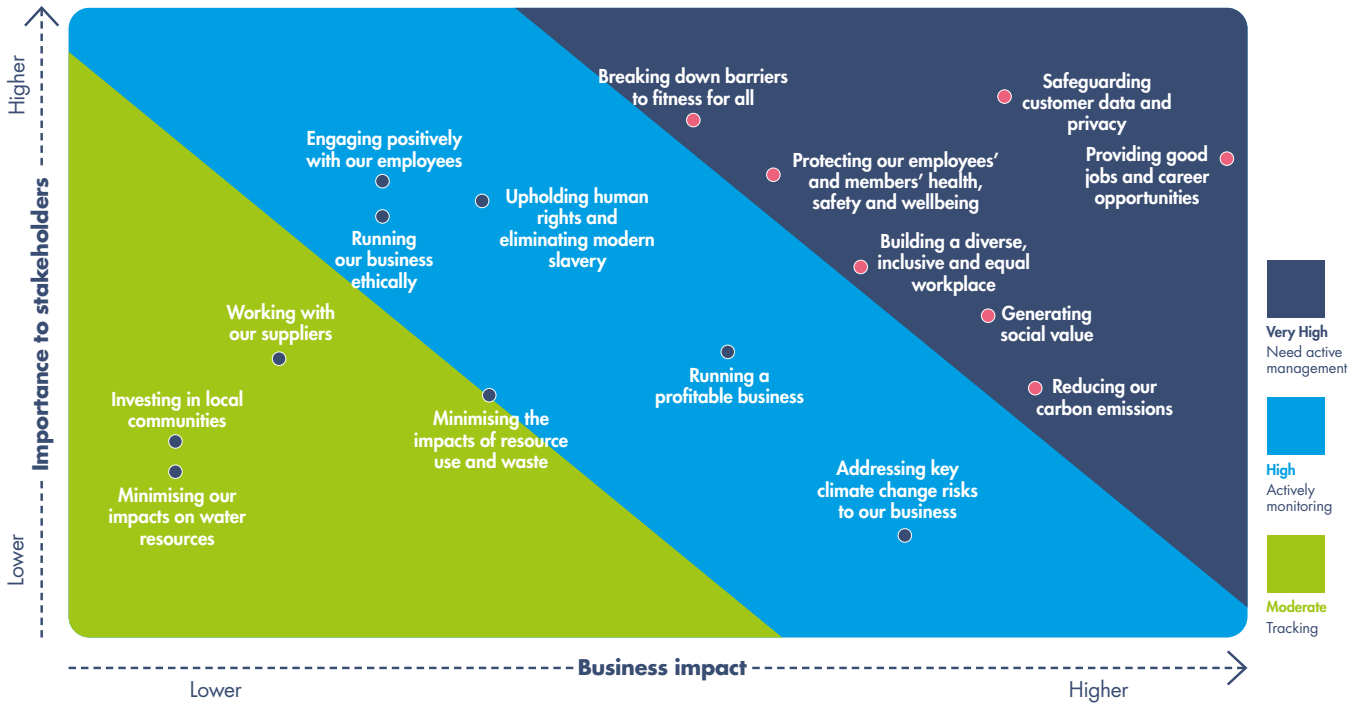 Higher
Importance to stakeholders
Lower
Breaking down barriers
to fitness for all
Safeguarding
customer data and
privacy
Engaging positively
with our employees
Protecting our employees’
and members’ health,
safety and wellbeing
Providing good
jobs and career
opportunities
Upholding human
rights and
eliminating modern
slavery
Running
our business
ethically
Building a diverse,
inclusive and equal
workplace
Working with
our suppliers
Generating
social value
Running a
profitable business
Reducing our
carbon emissions
Investing in local
communities
Minimising the
impacts of resource
use and waste
Addressing key
climate change risks
to our business
Minimising our
impacts on water
resources
Very High
Need active
management
High
Actively
monitoring
Moderate
Tracking
Business impact
Lower
Higher